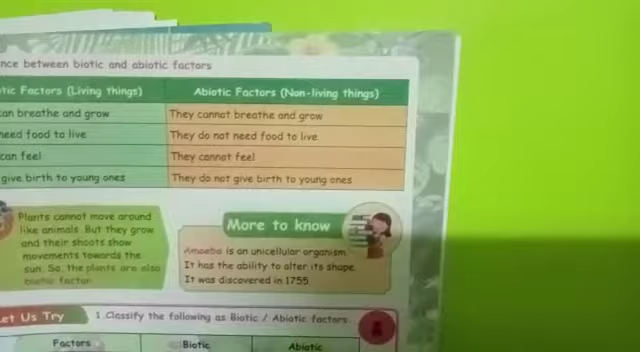 nce between biotic and abiotic factors
tic Factors (Living things) Abiotic Factors (Non-living things)
an breathe and grow They cannot breathe and grow
need food to live They do not need food to live
can feel They cannot feel
give birth to young ones They do not give birth to young ones
Plants cannot move around
like animals. But they grow
and their shoots show
movements towards the
sun. So, the plants are also
biotic factor.
More to know
Amoeba is an unicellular organism.
It has the ability to alter its shape.
It was discovered in 1755.
et Us Try 1. Classify the following as Biotic / Abiotic factors.
Factors Biotic Abiotic